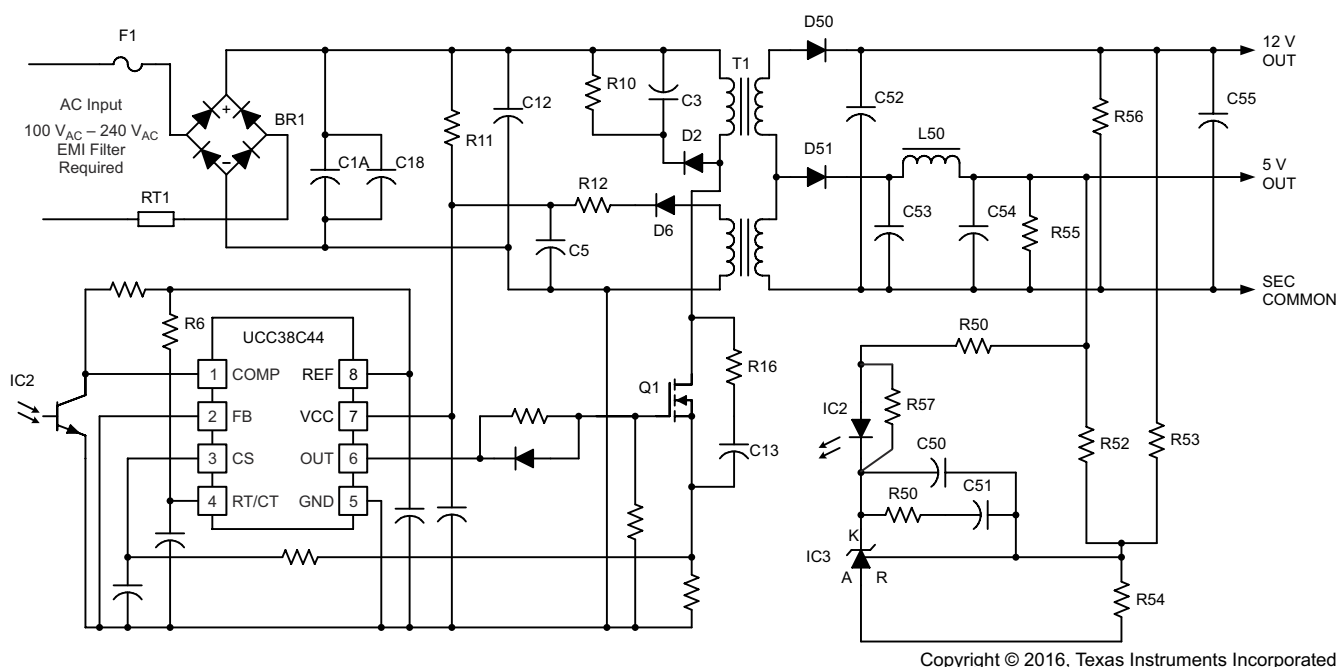 F1
AC Input
100 VAC – 240 VAC
EMI Filter
Required
RT1
+
–
BR1
C1A
C18
R11
C12
R10
C3
D2
T1
R12
D6
C5
D50
D51
C52
L50
C53
C54
R55
R56
C55
12 V
OUT
5 V
OUT
SEC
COMMON
R6
UCC38C44
IC2
1
COMP
REF
8
2
FB
VCC
7
3
CS
OUT
6
4
RT/CT
GND
5
Q1
R16
C13
R50
IC2
R57
C50
R50
C51
R52
R53
K
IC3
A
R
R54
Copyright © 2016, Texas Instruments Incorporated